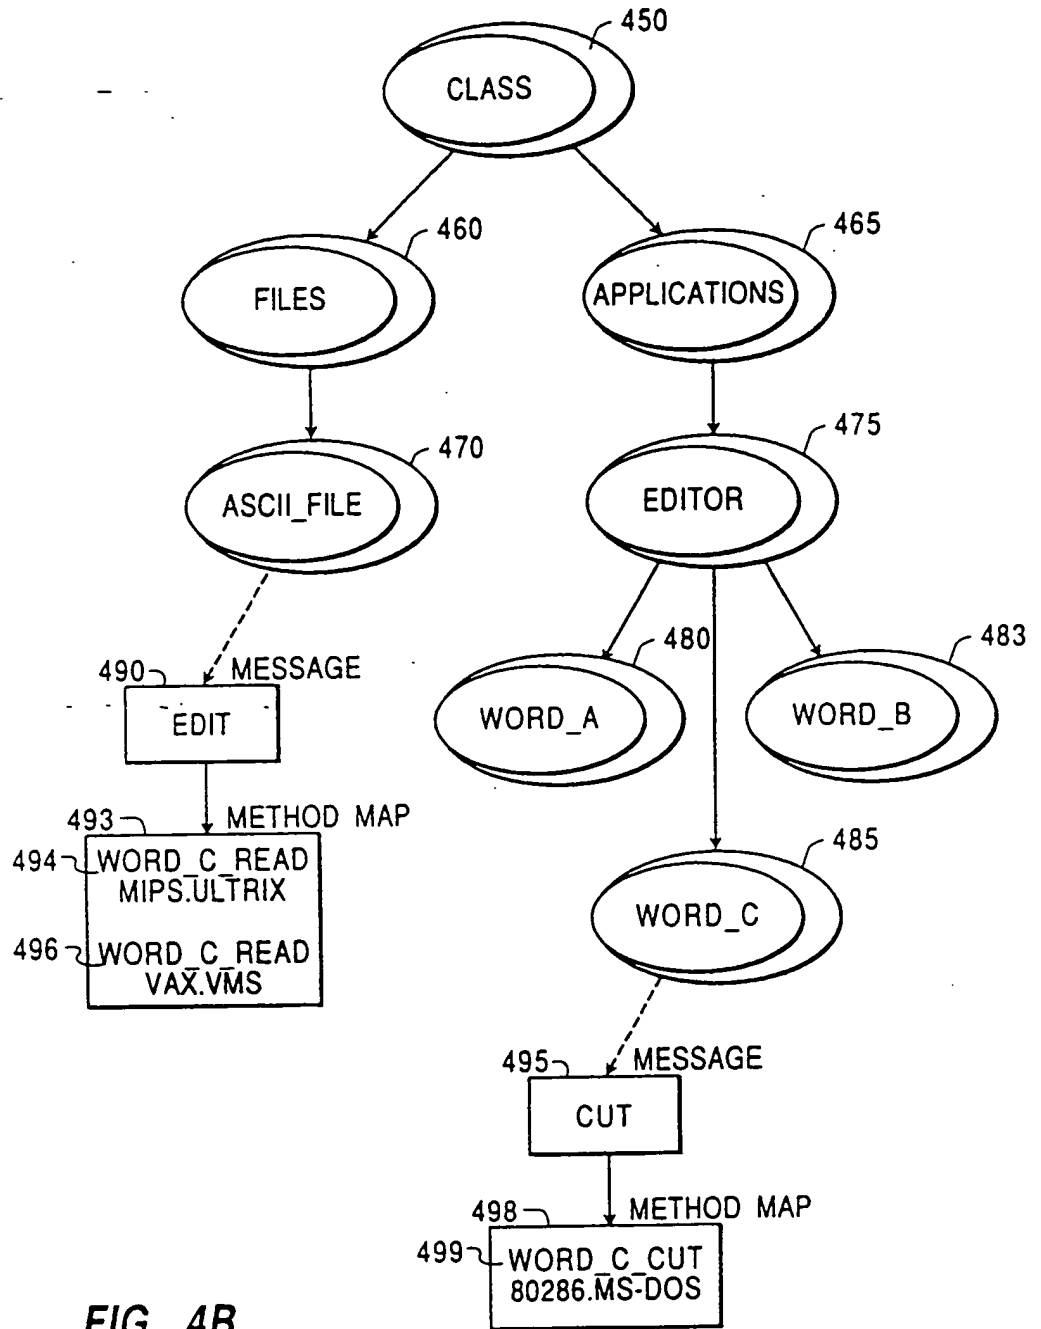 450
CLASS
460
465
FILES
APPLICATIONS
470
475
ASCII_FILE
EDITOR
490
MESSAGE
480
483
EDIT
WORD_A
WORD_B
493
METHOD MAP
494
WORD_C_READ
MIPS.ULTRIX
485
496
WORD_C_READ
VAX.VMS
WORD_C
495
MESSAGE
CUT
498
METHOD MAP
499
WORD_C_CUT
80286.MS-DOS
FIG. 4B